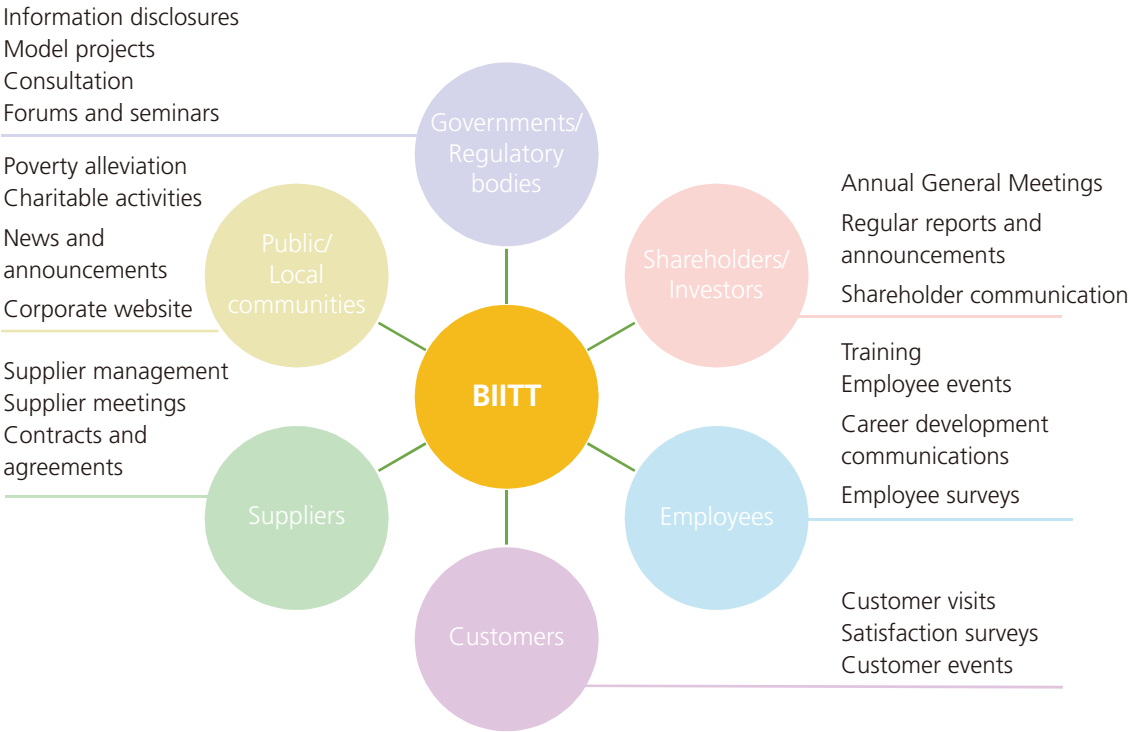 Information disclosures
Model projects
Consultation
Forums and seminars
Governments/
Regulatory
bodies
Poverty alleviation
Charitable activities
News and
announcements
Corporate website
Public/
Local
communities
Shareholders/
Investors
Annual General Meetings
Regular reports and
announcements
Shareholder communication
BIITT
Supplier management
Supplier meetings
Contracts and
agreements
Suppliers
Employees
Training
Employee events
Career development
communications
Employee surveys
Customers
Customer visits
Satisfaction surveys
Customer events